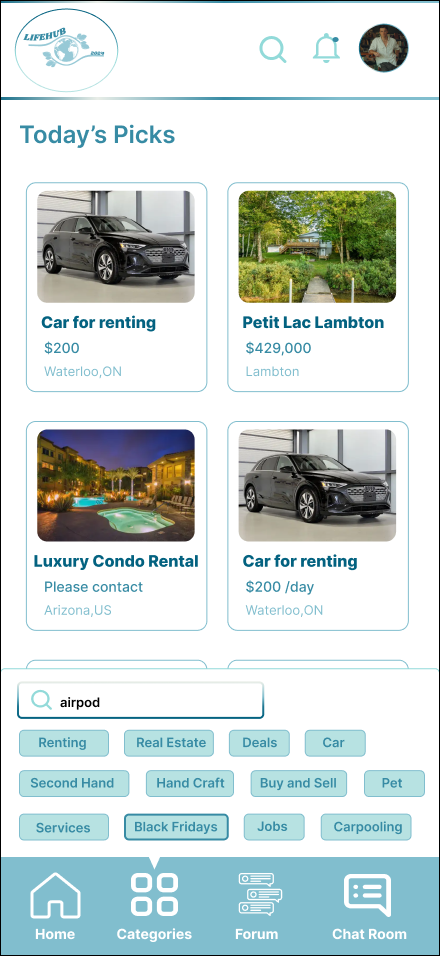 LIFEHUB
2024
Today's Picks
Car for renting
$200
Waterloo,ON
Petit Lac Lambton
$429,000
Lambton
Luxury Condo Rental
Please contact
Arizona,US
Car for renting
$200 /day
Waterloo,ON
airpod
Renting Real Estate Deals Car
Second Hand Hand Craft Buy and Sell Pet
Services Black Fridays Jobs Carpooling
Home Categories Forum Chat Room